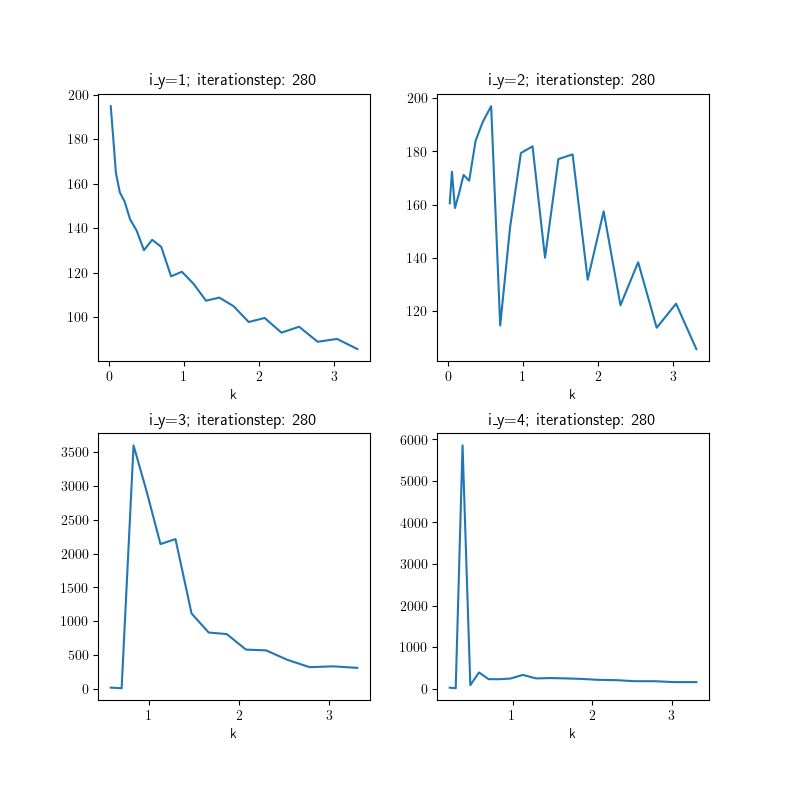 i_y=1; iterationstep: 280
200
180
160
140
120
100
0 1 2 3
k
i_y=2; iterationstep: 280
200
180
160
140
120
0 1 2 3
k
i_y=3; iterationstep: 280
3500
3000
2500
2000
1500
1000
500
0
1 2 3
k
i_y=4; iterationstep: 280
6000
5000
4000
3000
2000
1000
0
1 2 3
k